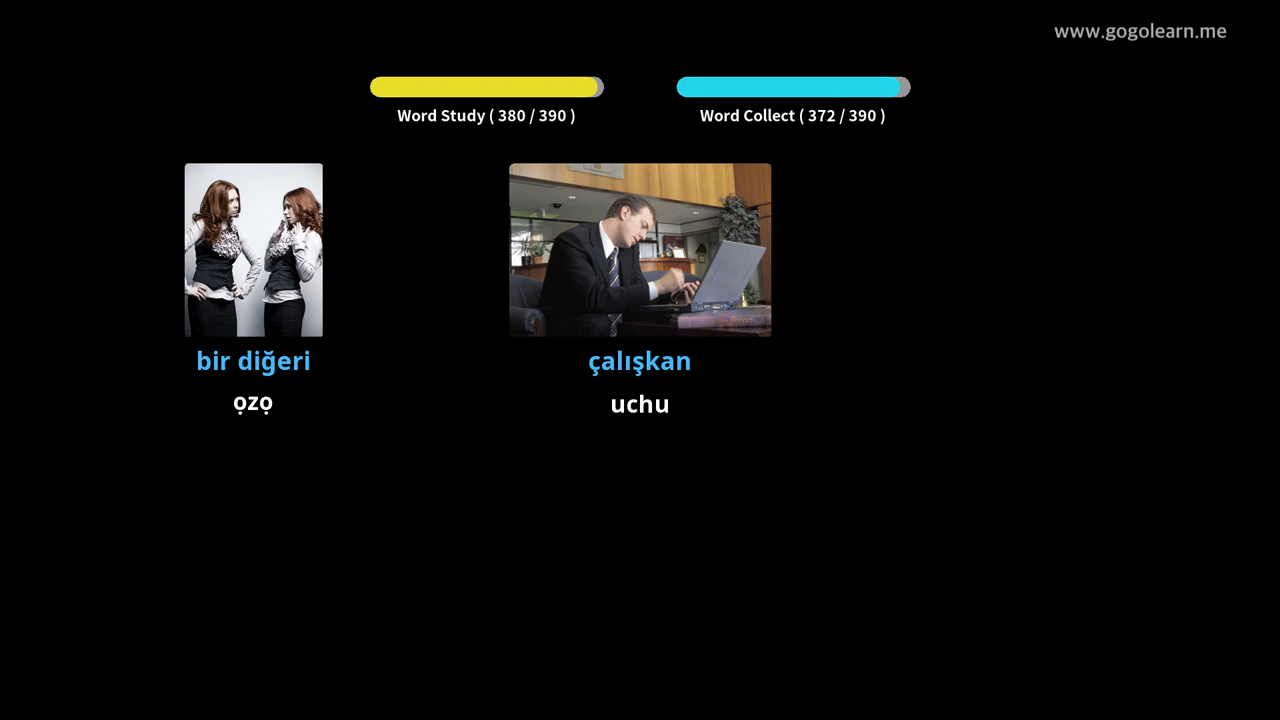 www.gogolearn.me
Word Study ( 380 / 390 )
Word Collect ( 372 / 390 )
bir diğeri
çalışkan
ọzọ
uchu